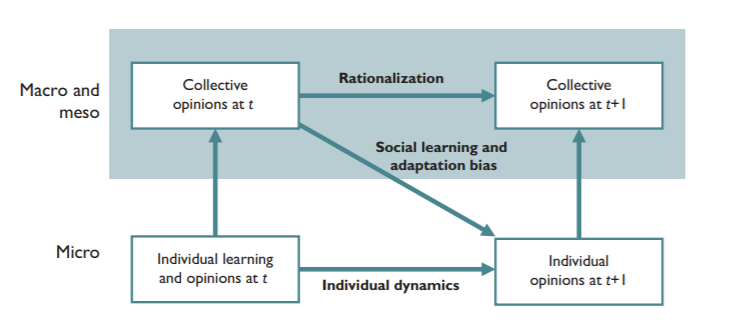 Macro and
meso
Collective
opinions at t
Rationalization
Collective
opinions at t+1
Social learning and
adaptation bias
Micro
Individual learning
and opinions at t
Individual dynamics
Individual
opinions at t+1